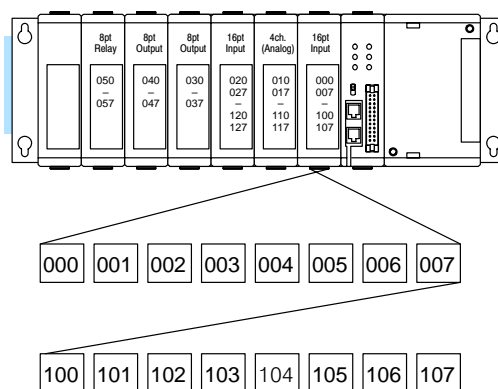 8pt 8pt 8pt 16pt 4ch. 16pt
Relay Output Output Input (Analog) Input
050 040 030 020 010 000
– – – 027 017 007
057 047 037 – – –
120 110 100
127 117 107
000 001 002 003 004 005 006 007
100 101 102 103 104 105 106 107